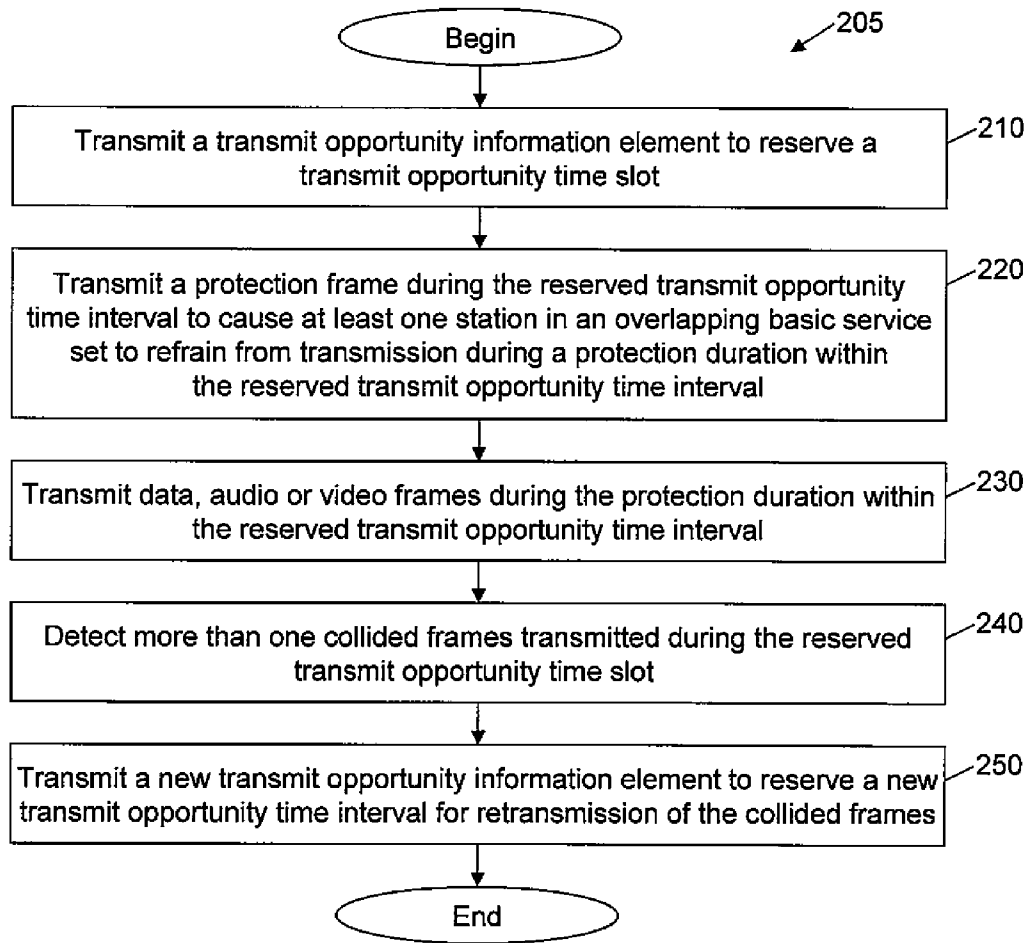 Begin
205
Transmit a transmit opportunity information element to reserve a
transmit opportunity time slot
210
Transmit a protection frame during the reserved transmit opportunity
time interval to cause at least one station in an overlapping basic service
set to refrain from transmission during a protection duration within
the reserved transmit opportunity time interval
220
Transmit data, audio or video frames during the protection duration within
the reserved transmit opportunity time interval
230
Detect more than one collided frames transmitted during the reserved
transmit opportunity time slot
240
Transmit a new transmit opportunity information element to reserve a new
transmit opportunity time interval for retransmission of the collided frames
250
End